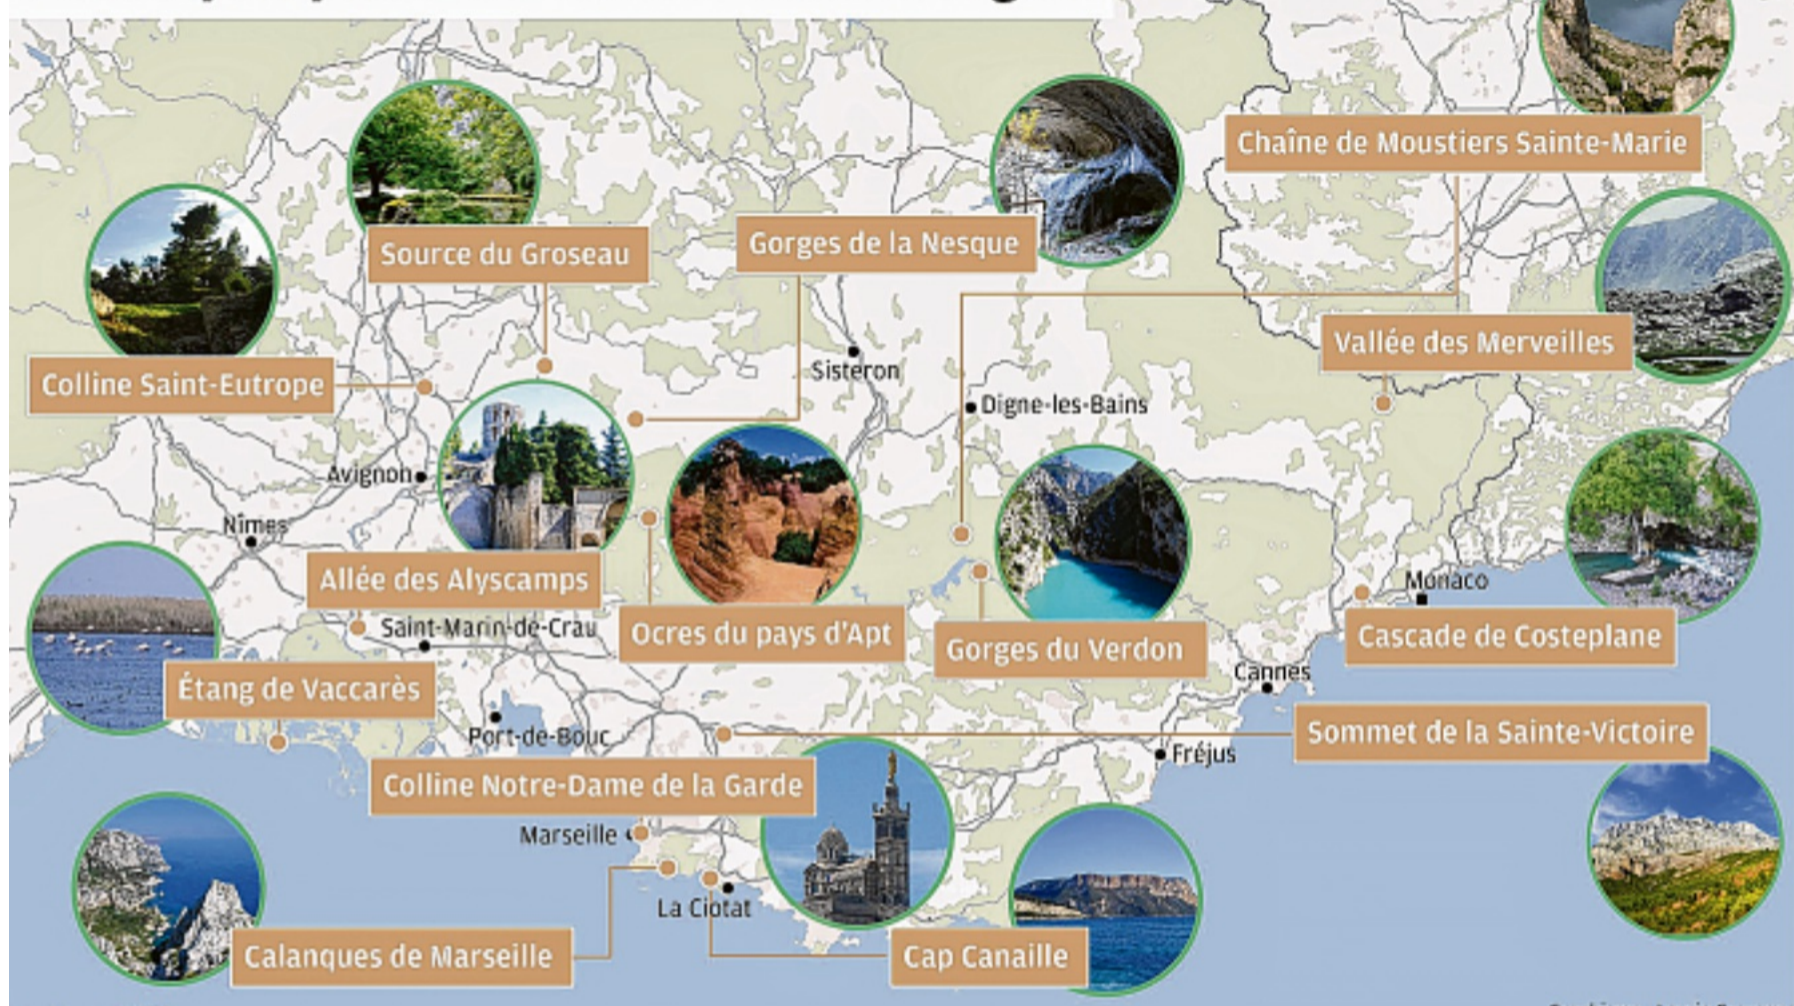 Chaîne de Moustiers Sainte-Marie
Source du Groseau
Gorges de la Nesque
Vallée des Merveilles
Sisteron
Colline Saint-Eutrope
Digne-les-Bains
Avignon
Nîmes
Allée des Alyscamps
Monaco
Saint-Marin-de-Crau
Ocres du pays d'Apt
Gorges du Verdon
Cascade de Costeplane
Cannes
Étang de Vaccarès
Port-de-Bouc
Sommet de la Sainte-Victoire
Fréjus
Colline Notre-Dame de la Garde
Marseille
La Ciotat
Calanques de Marseille
Cap Canaille